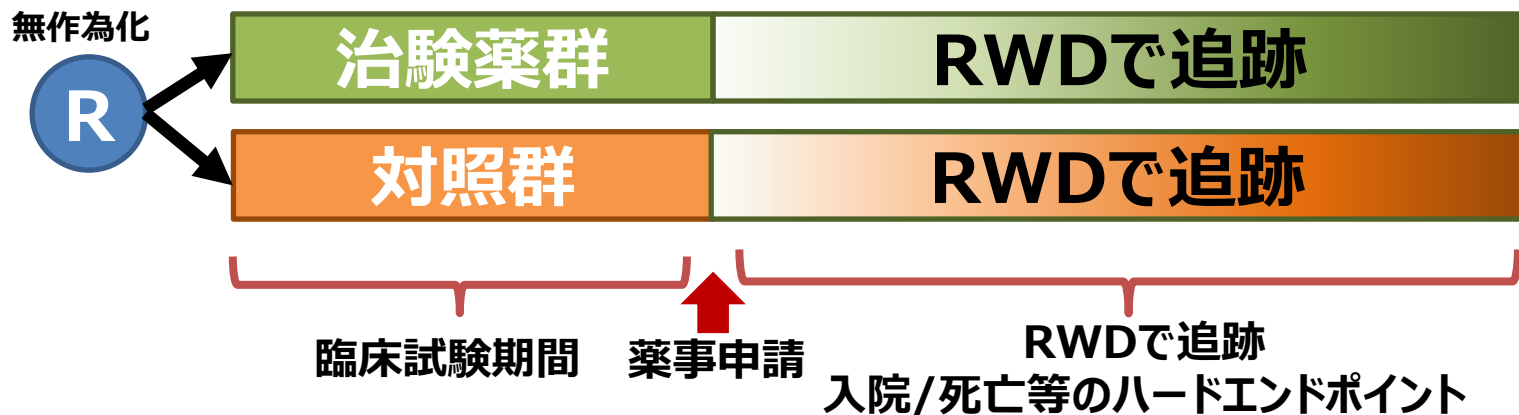 無作為化
R
治験薬群
RWDで追跡
対照群
RWDで追跡
臨床試験期間
薬事申請
RWDで追跡
入院/死亡等のハードエンドポイント